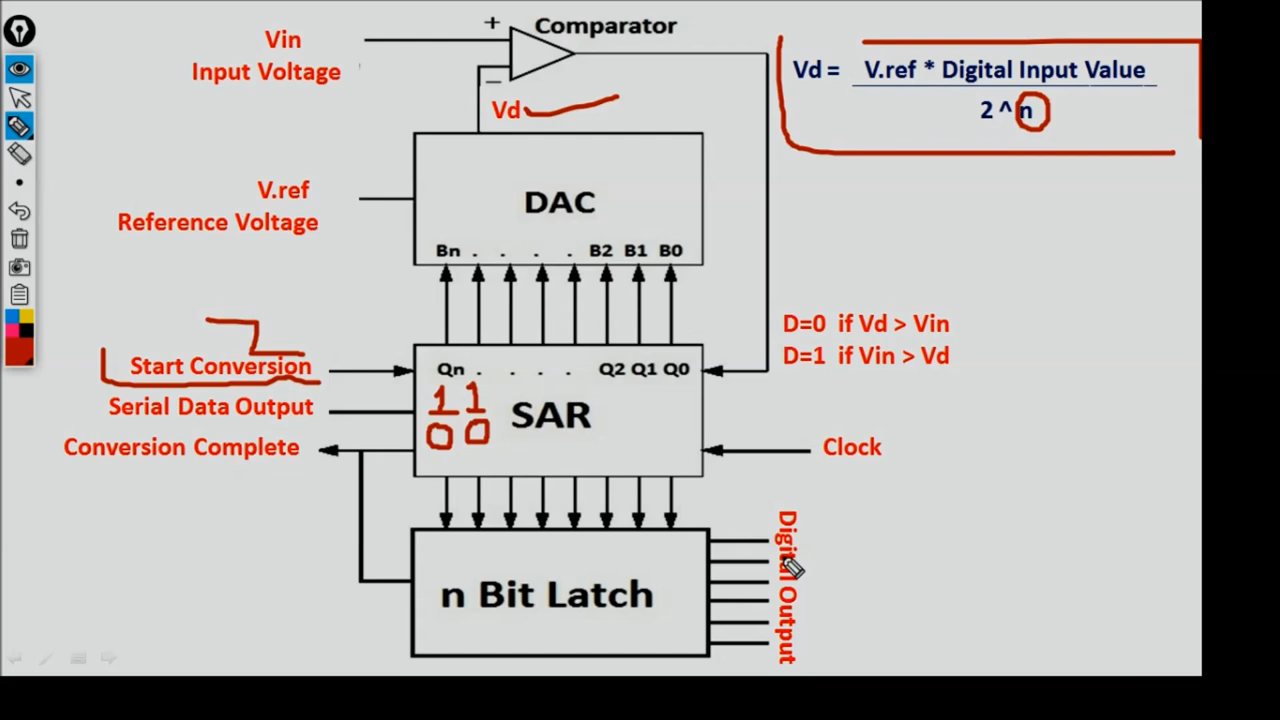 Comparator
+
Vin
Input Voltage
—
Vd
Vd = V.ref * Digital Input Value
2 ^ n
V.ref
Reference Voltage
DAC
Bn . . . . B2 B1 B0
D=0 if Vd > Vin
D=1 if Vin > Vd
Start Conversion
Qn . . . . Q2 Q1 Q0
Serial Data Output
1 1
0 0
SAR
Conversion Complete
Clock
n Bit Latch
Digital Output